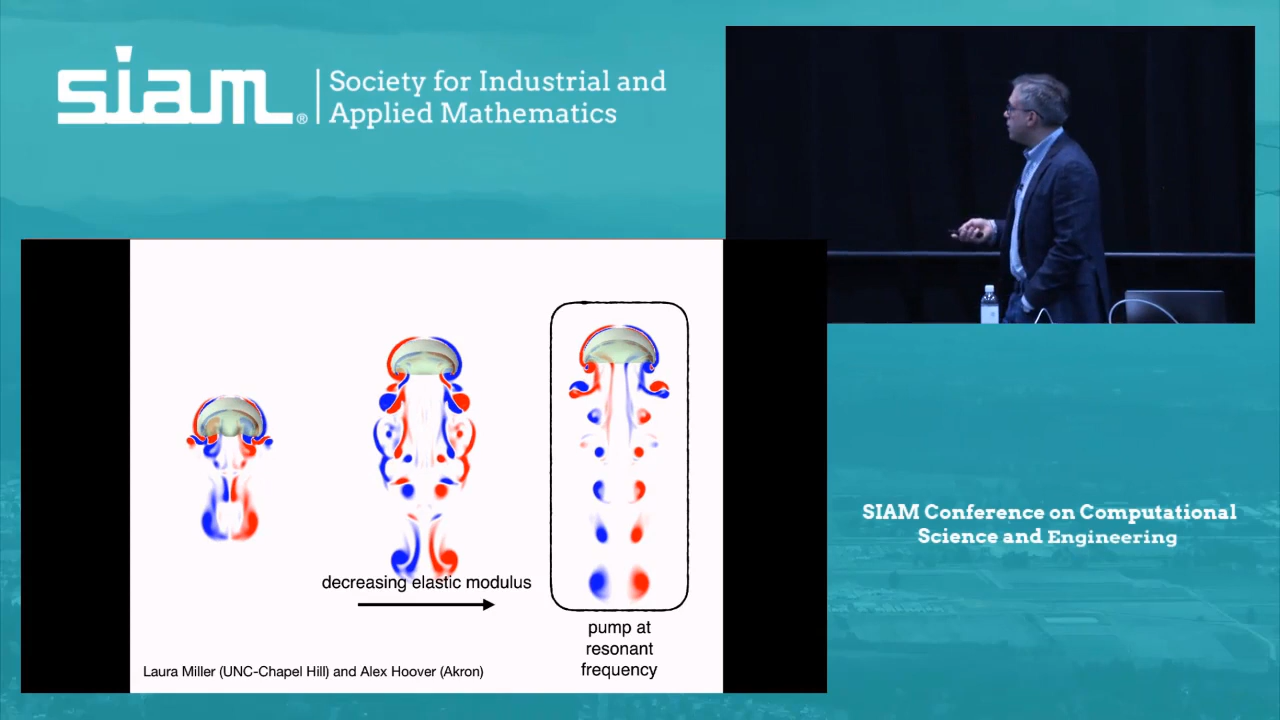 siam®
Society for Industrial and
Applied Mathematics
decreasing elastic modulus
pump at
resonant
frequency
Laura Miller (UNC-Chapel Hill) and Alex Hoover (Akron)
SIAM Conference on Computational
Science and Engineering